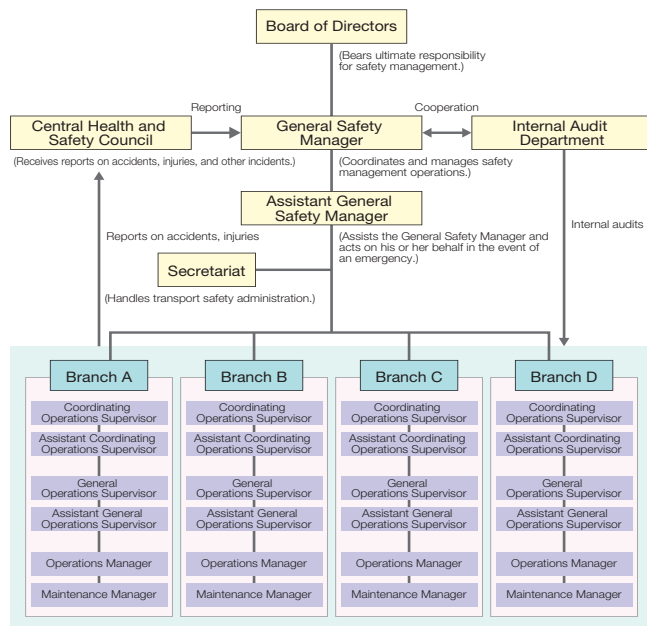 Board of Directors
(Bears ultimate responsibility
for safety management.)
Reporting
Cooperation
Central Health and
Safety Council
General Safety
Manager
Internal Audit
Department
(Receives reports on accidents, injuries, and other incidents.)
(Coordinates and manages safety
management operations.)
Assistant General
Safety Manager
Reports on accidents, injuries
(Assists the General Safety Manager and
acts on his or her behalf in the event of
an emergency.)
Internal audits
Secretariat
(Handles transport safety administration.)
Branch A
Coordinating
Operations Supervisor
Assistant Coordinating
Operations Supervisor
General
Operations Supervisor
Assistant General
Operations Supervisor
Operations Manager
Maintenance Manager
Branch B
Coordinating
Operations Supervisor
Assistant Coordinating
Operations Supervisor
General
Operations Supervisor
Assistant General
Operations Supervisor
Operations Manager
Maintenance Manager
Branch C
Coordinating
Operations Supervisor
Assistant Coordinating
Operations Supervisor
General
Operations Supervisor
Assistant General
Operations Supervisor
Operations Manager
Maintenance Manager
Branch D
Coordinating
Operations Supervisor
Assistant Coordinating
Operations Supervisor
General
Operations Supervisor
Assistant General
Operations Supervisor
Operations Manager
Maintenance Manager